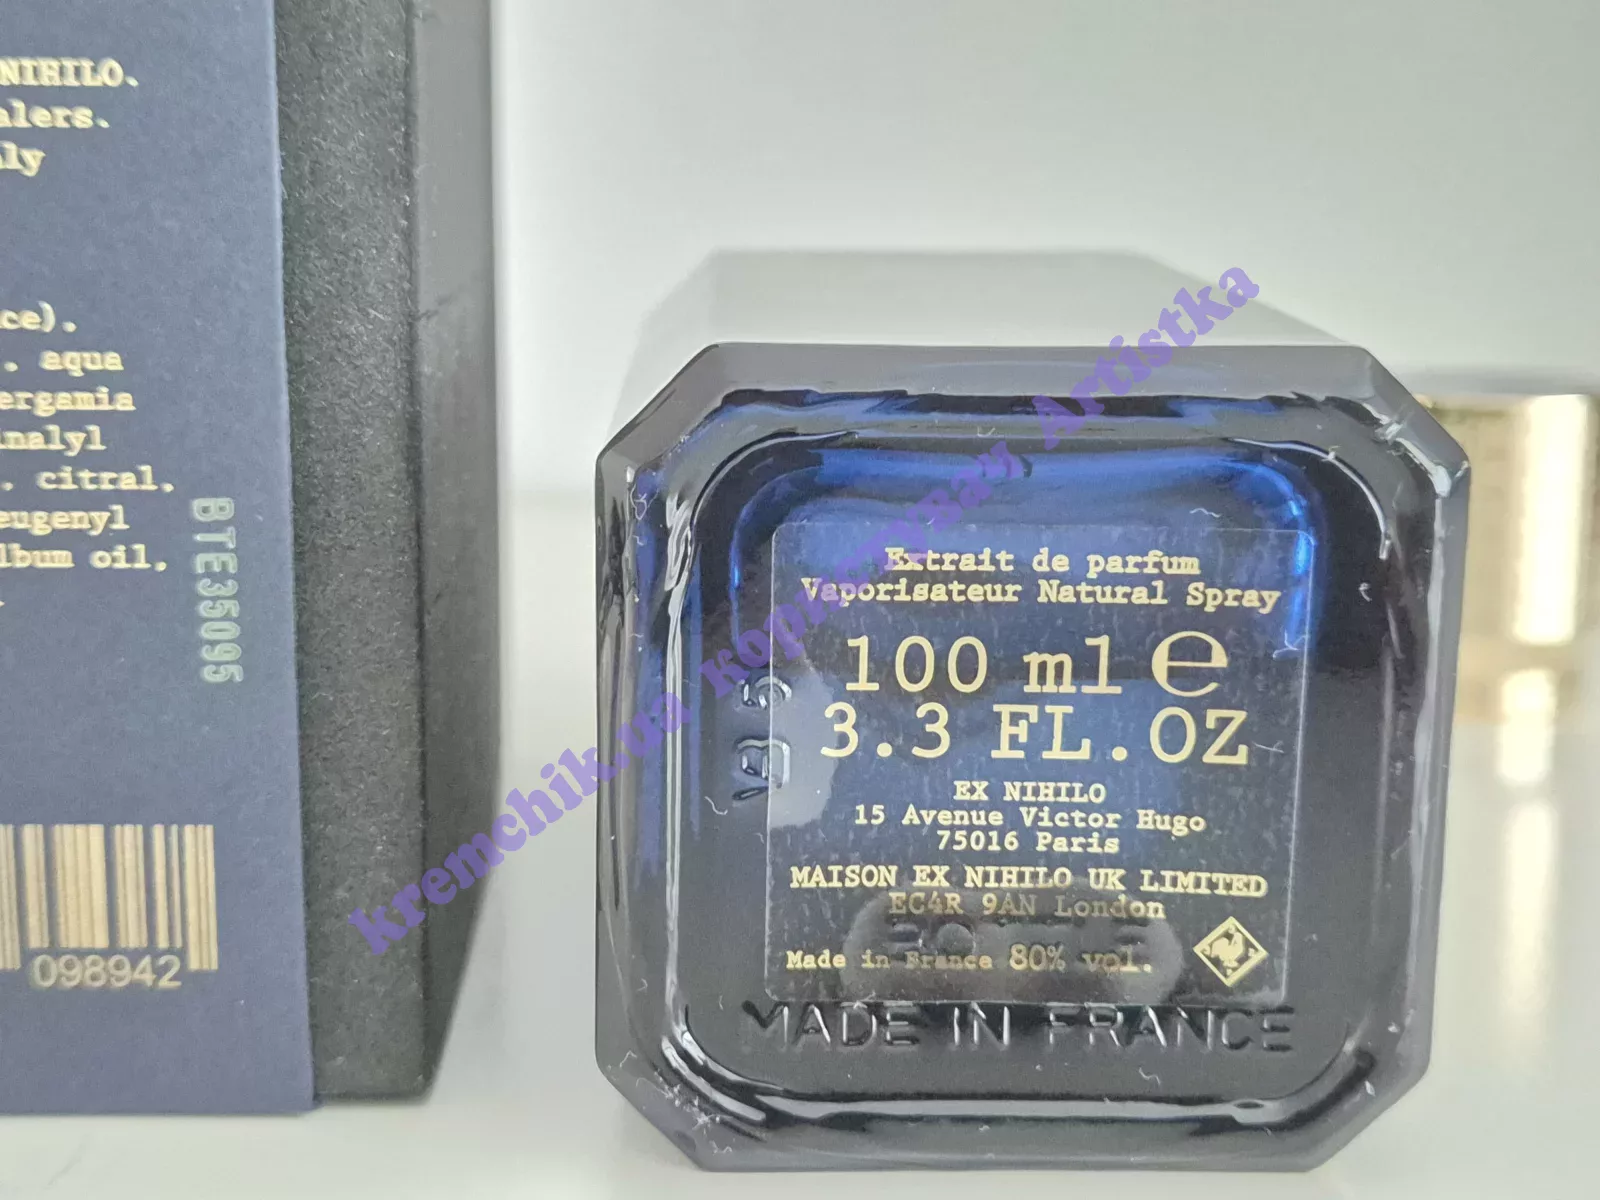 NIHILO.
alers.
ly
ce).
. aqua
ergamia
inalyl
. citral.
eugenyl
lbum oil.
BTE35095
098942
Extrait de parfum
Vaporisateur Natural Spray
100 ml e
3.3 FL.OZ
EX NIHILO
15 Avenue Victor Hugo
75016 Paris
MAISON EX NIHILO UK LIMITED
EC4R 9AN London
Made in France 80% vol.
MADE IN FRANCE
kremchik.ua копірубач Artistka